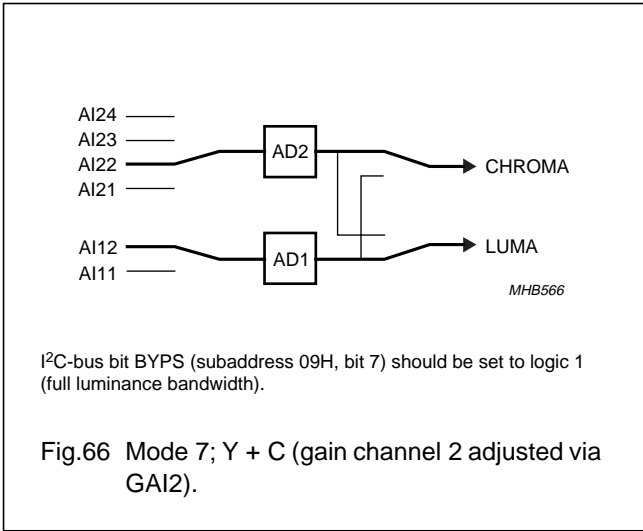 AI24
AI23
AI22
AI21
AD2
CHROMA
AI12
AI11
AD1
LUMA
MHB566
I²C-bus bit BYPS (subaddress 09H, bit 7) should be set to logic 1
(full luminance bandwidth).
Fig.66 Mode 7; Y + C (gain channel 2 adjusted via
GAI2).